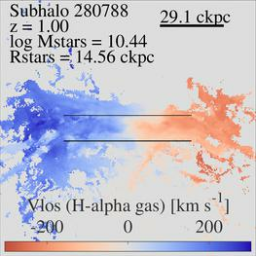 Subhalo 280788
29.1 ckpc
z = 1.00
log Mstars = 10.44
Rstars = 14.56 ckpc
Vlos (H-alpha gas) [km s⁻¹]
-200 0 200